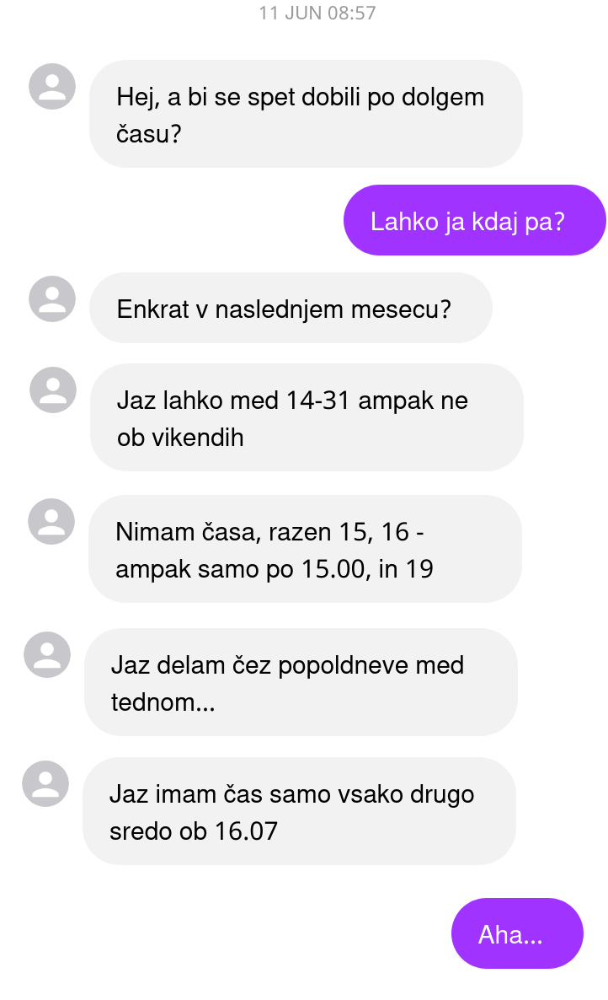 11 JUN 08:57
Hej, a bi se spet dobili po dolgem
času?
Lahko ja kdaj pa?
Enkrat v naslednjem mesecu?
Jaz lahko med 14-31 ampak ne
ob vikendih
Nimam časa, razen 15, 16 -
ampak samo po 15.00, in 19
Jaz delam čez popoldneve med
tednom...
Jaz imam čas samo vsako drugo
sredo ob 16.07
Aha...